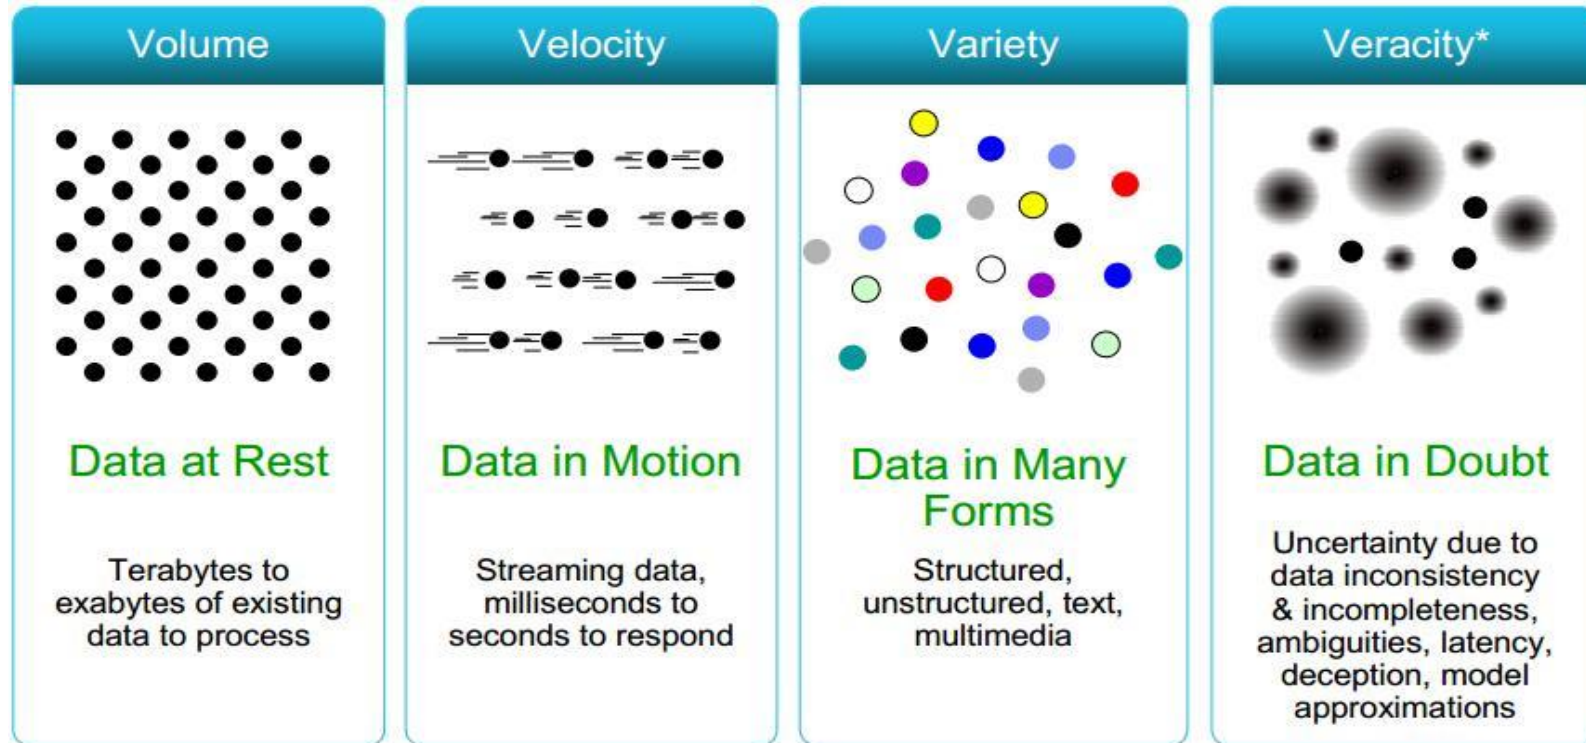 Volume
Data at Rest
Terabytes to
exabytes of existing
data to process
Velocity
Data in Motion
Streaming data,
milliseconds to
seconds to respond
Variety
Data in Many
Forms
Structured,
unstructured, text,
multimedia
Veracity*
Data in Doubt
Uncertainty due to
data inconsistency
& incompleteness,
ambiguities, latency,
deception, model
approximations